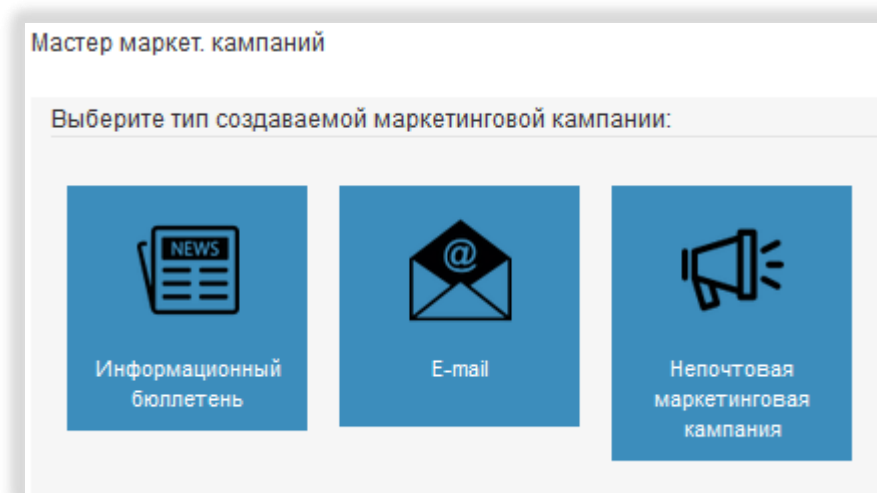 Мастер маркет. кампаний
Выберите тип создаваемой маркетинговой кампании:
NEWS
@
Информационный
бюллетень
E-mail
Непочтовая
маркетинговая
кампания